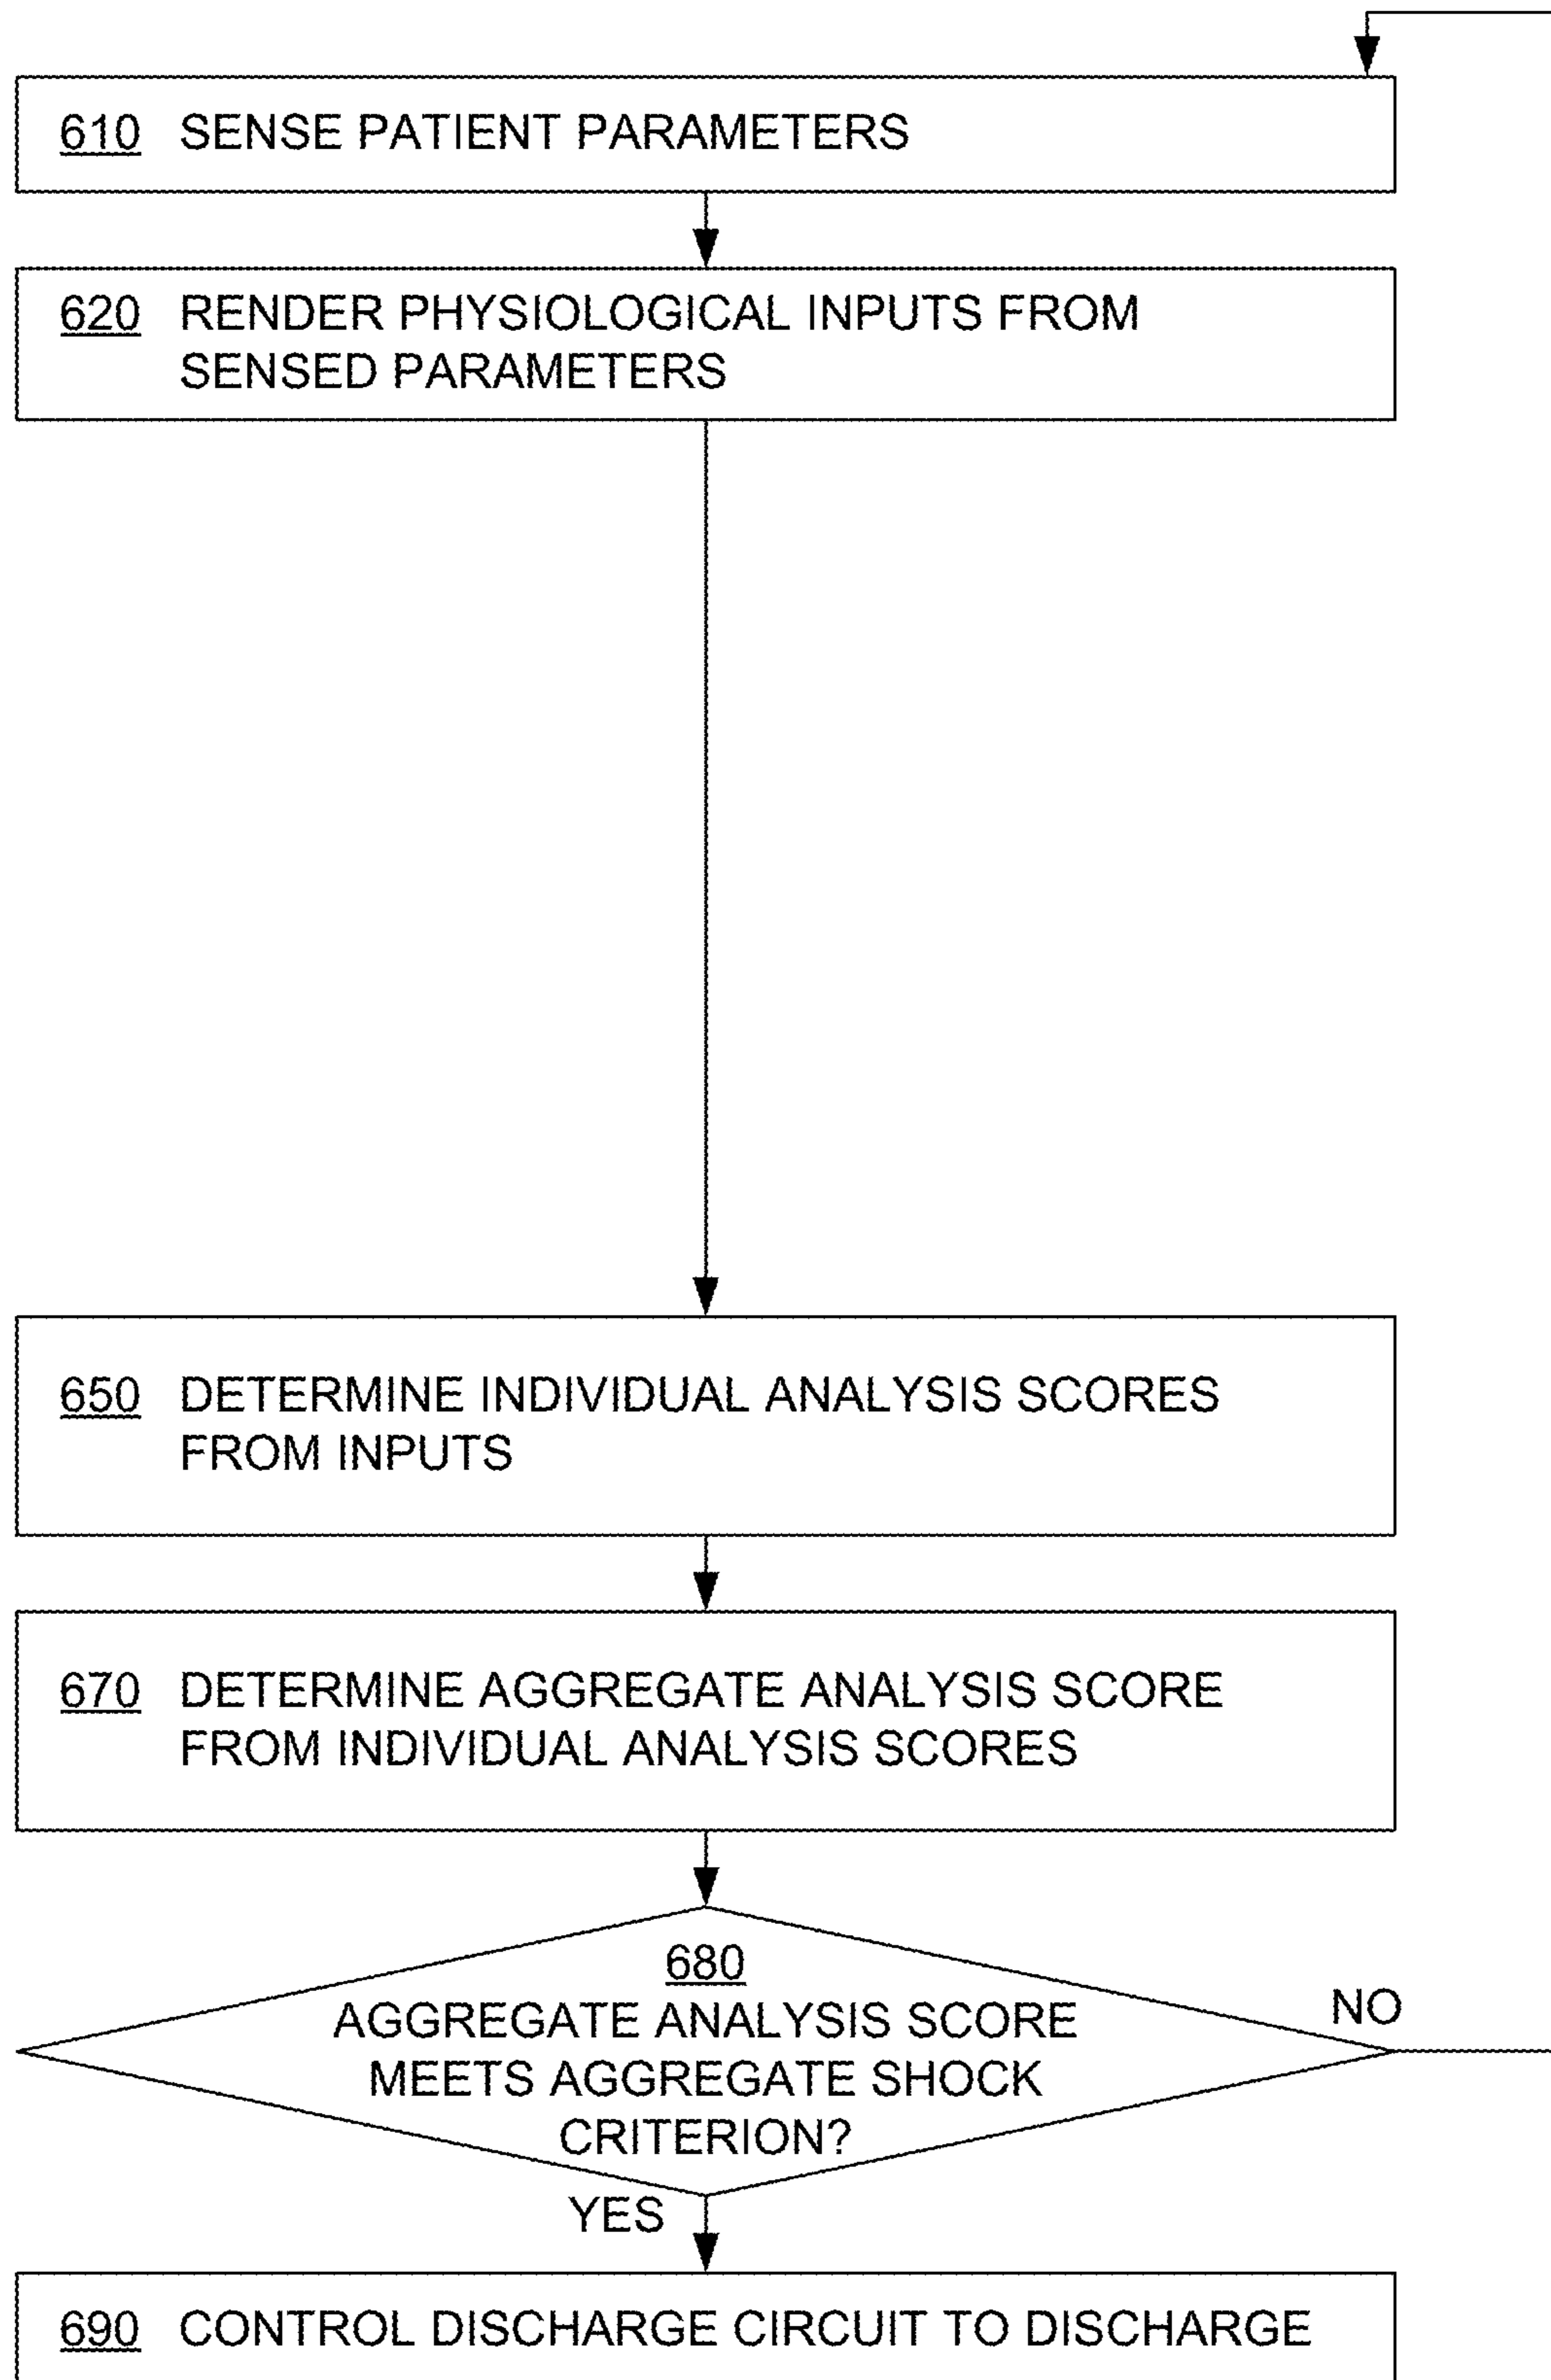 610 SENSE PATIENT PARAMETERS
620 RENDER PHYSIOLOGICAL INPUTS FROM
SENSED PARAMETERS
650 DETERMINE INDIVIDUAL ANALYSIS SCORES
FROM INPUTS
670 DETERMINE AGGREGATE ANALYSIS SCORE
FROM INDIVIDUAL ANALYSIS SCORES
680
AGGREGATE ANALYSIS SCORE
MEETS AGGREGATE SHOCK
CRITERION?
NO
YES
690 CONTROL DISCHARGE CIRCUIT TO DISCHARGE